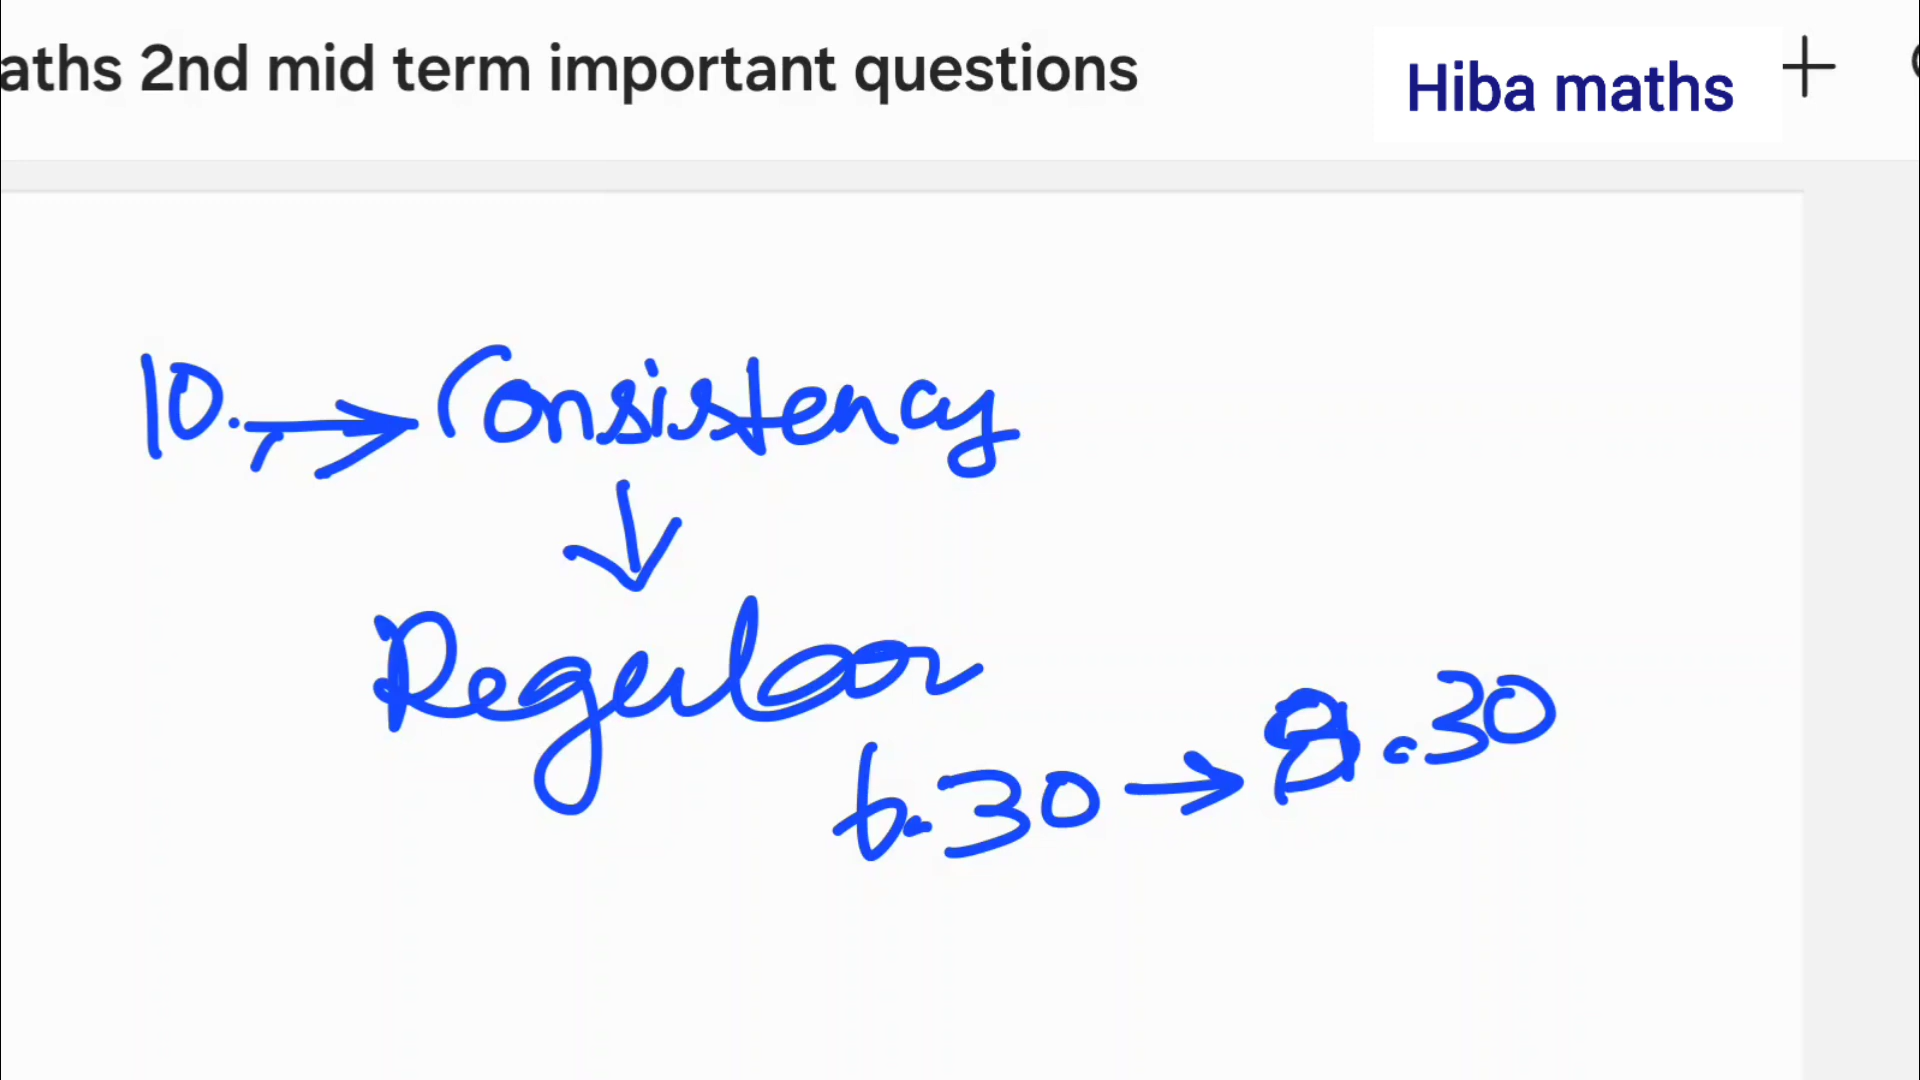 aths 2nd mid term important questions
Hiba maths
10. → Consistency
↓
Regular
6.30 → 8.30